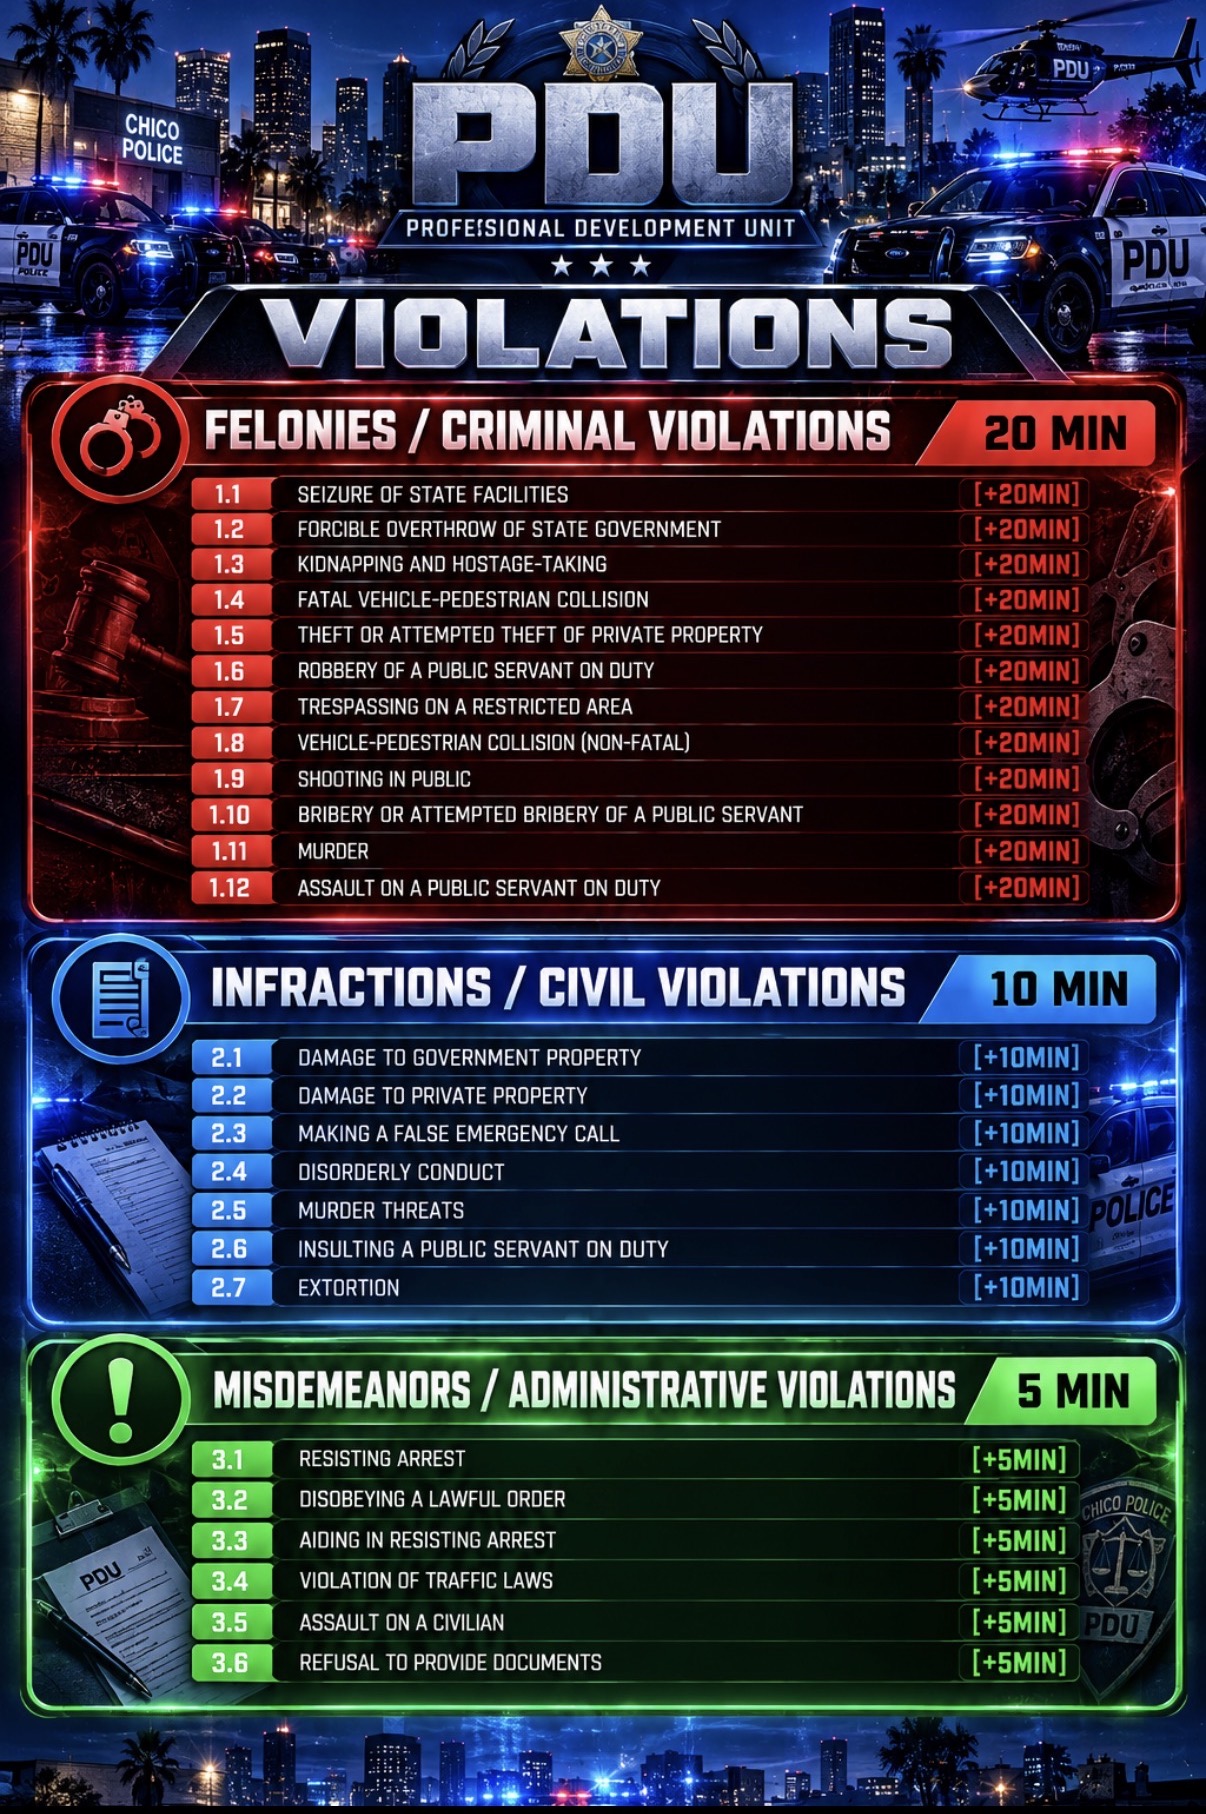 CHICO
POLICE
PDU
PDU
PROFESSIONAL DEVELOPMENT UNIT
PDU
POLICE
PDU
VIOLATIONS
FELONIES / CRIMINAL VIOLATIONS 20 MIN
1.1 SEIZURE OF STATE FACILITIES [+20MIN]
1.2 FORCIBLE OVERTHROW OF STATE GOVERNMENT [+20MIN]
1.3 KIDNAPPING AND HOSTAGE-TAKING [+20MIN]
1.4 FATAL VEHICLE-PEDESTRIAN COLLISION [+20MIN]
1.5 THEFT OR ATTEMPTED THEFT OF PRIVATE PROPERTY [+20MIN]
1.6 ROBBERY OF A PUBLIC SERVANT ON DUTY [+20MIN]
1.7 TRESPASSING ON A RESTRICTED AREA [+20MIN]
1.8 VEHICLE-PEDESTRIAN COLLISION (NON-FATAL) [+20MIN]
1.9 SHOOTING IN PUBLIC [+20MIN]
1.10 BRIBERY OR ATTEMPTED BRIBERY OF A PUBLIC SERVANT [+20MIN]
1.11 MURDER [+20MIN]
1.12 ASSAULT ON A PUBLIC SERVANT ON DUTY [+20MIN]
INFRACTIONS / CIVIL VIOLATIONS 10 MIN
2.1 DAMAGE TO GOVERNMENT PROPERTY [+10MIN]
2.2 DAMAGE TO PRIVATE PROPERTY [+10MIN]
2.3 MAKING A FALSE EMERGENCY CALL [+10MIN]
2.4 DISORDERLY CONDUCT [+10MIN]
2.5 MURDER THREATS [+10MIN]
2.6 INSULTING A PUBLIC SERVANT ON DUTY [+10MIN]
2.7 EXTORTION [+10MIN]
POLICE
MISDEMEANORS / ADMINISTRATIVE VIOLATIONS 5 MIN
3.1 RESISTING ARREST [+5MIN]
3.2 DISOBEYING A LAWFUL ORDER [+5MIN]
3.3 AIDING IN RESISTING ARREST [+5MIN]
3.4 VIOLATION OF TRAFFIC LAWS [+5MIN]
3.5 ASSAULT ON A CIVILIAN [+5MIN]
3.6 REFUSAL TO PROVIDE DOCUMENTS [+5MIN]
PDU
CHICO POLICE
PDU